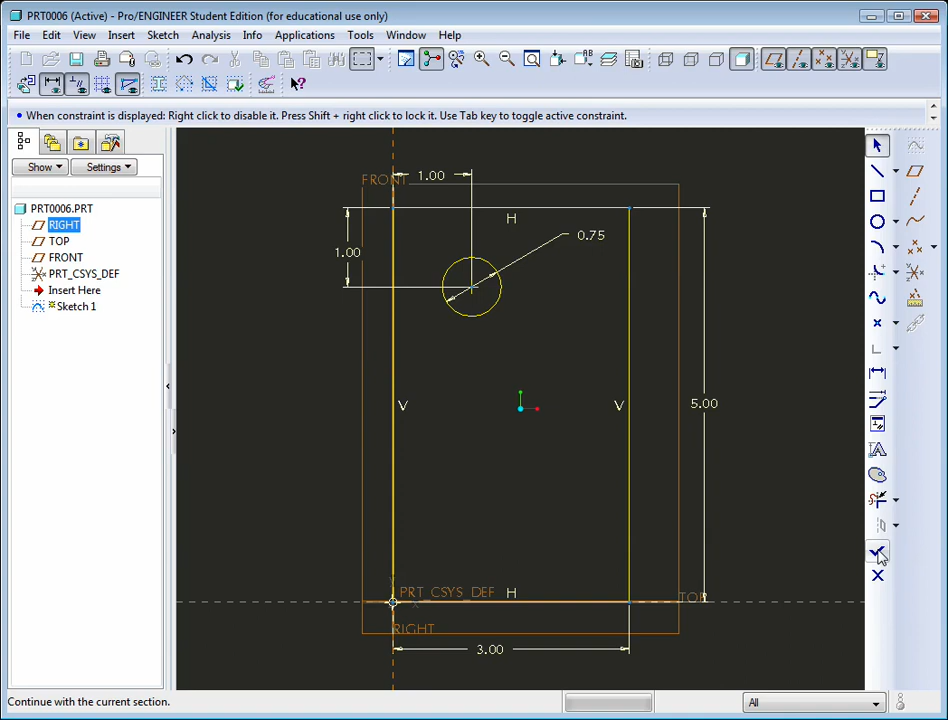 PRT0006 (Active) - Pro/ENGINEER Student Edition (for educational use only)
File Edit View Insert Sketch Analysis Info Applications Tools Window Help
When constraint is displayed: Right click to disable it. Press Shift + right click to lock it. Use Tab key to toggle active constraint.
Show Settings
PRT0006.PRT
RIGHT
TOP
FRONT
PRT_CSYS_DEF
Insert Here
Sketch 1
1.00
FRONT
H
0.75
1.00
V
V
5.00
PRT_CSYS_DEF
H
TOP
RIGHT
3.00
Continue with the current section.
All